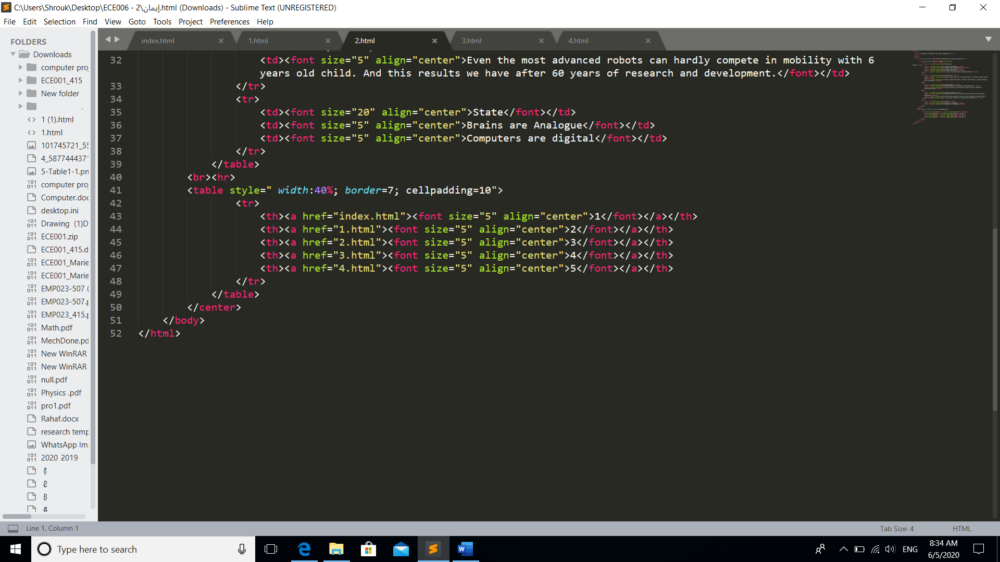 C:\Users\Shrouk\Desktop\ECE006 - إيمان\2.html (Downloads) - Sublime Text (UNREGISTERED)
File Edit Selection Find View Goto Tools Project Preferences Help
FOLDERS
Downloads
computer pro
ECE001_415
New folder
1 (1).html
1.html
101745721_55
4_5877444371
5-Table1-1.pn
computer pro
Computer.doc
desktop.ini
Drawing (1)D
ECE001.zip
ECE001_415.d
ECE001_Marie
ECE001_Marie
EMP023-507 (
EMP023-507.p
EMP023_415.p
Math.pdf
MechDone.pd
New WinRAR
New WinRAR
null.pdf
Physics .pdf
pro1.pdf
Rahaf.docx
research temp
WhatsApp Im
2020 2019
index.html 1.html 2.html 3.html 4.html
32 <td><font size="5" align="center">Even the most advanced robots can hardly compete in mobility with 6
years old child. And this results we have after 60 years of research and development.</font></td>
33 </tr>
34 <tr>
35 <td><font size="20" align="center">State</font></td>
36 <td><font size="5" align="center">Brains are Analogue</font></td>
37 <td><font size="5" align="center">Computers are digital</font></td>
38 </tr>
39 </table>
40 <br><hr>
41 <table style=" width:40%; border=7; cellpadding=10">
42 <tr>
43 <th><a href="index.html"><font size="5" align="center">1</font></a></th>
44 <th><a href="1.html"><font size="5" align="center">2</font></a></th>
45 <th><a href="2.html"><font size="5" align="center">3</font></a></th>
46 <th><a href="3.html"><font size="5" align="center">4</font></a></th>
47 <th><a href="4.html"><font size="5" align="center">5</font></a></th>
48 </tr>
49 </table>
50 </center>
51 </body>
52 </html>
Line 1, Column 1 Tab Size: 4 HTML
Type here to search
ENG
8:34 AM
6/5/2020